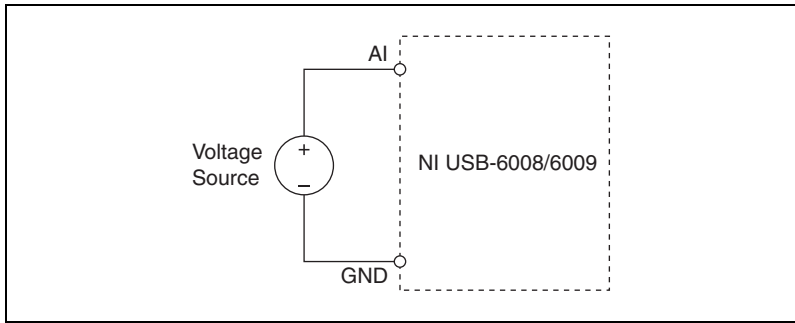 AI
+
Voltage
Source
−
NI USB-6008/6009
GND